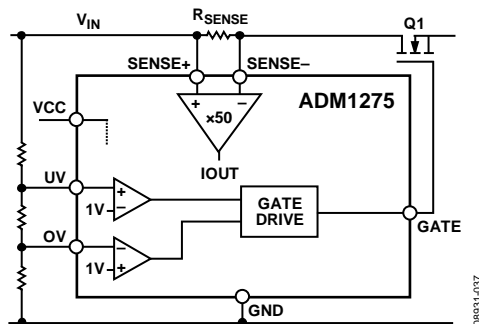 VIN
RSENSE
Q1
SENSE+
SENSE–
ADM1275
VCC
+ –
×50
IOUT
UV
+
1V
–
GATE
DRIVE
GATE
OV
–
1V
+
GND
08931-037